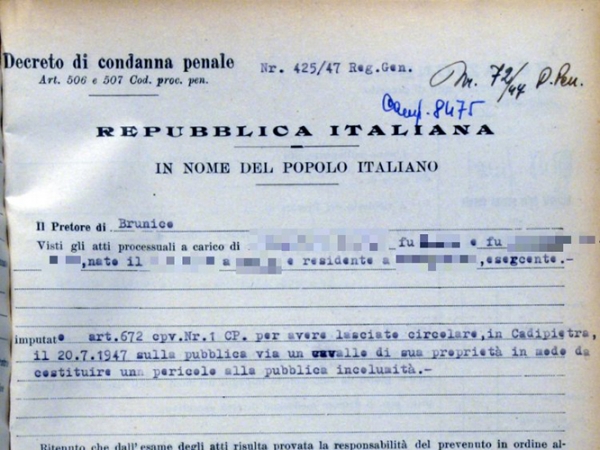 Decreto di condanna penale
Art. 506 e 507 Cod. proc. pen.
Nr. 425/47 Reg.Gen.
Nr. 72/47 D.Pen.
Camp. 8475
REPUBBLICA ITALIANA
IN NOME DEL POPOLO ITALIANO
Il Pretore di Brunico
Visti gli atti processuali a carico di fu e fu
,nato il a e residente a ,esercente.-
imputato art.672 cpv.Nr.1 CP. per avere lasciato circolare,in Cadipietra,
il 20.7.1947 sulla pubblica via un cavallo di sua proprietà in modo da
costituire una pericolo alla pubblica incolumità.-
Ritenuto che dall'esame degli atti risulta provata la responsabilità del prevenuto in ordine al-